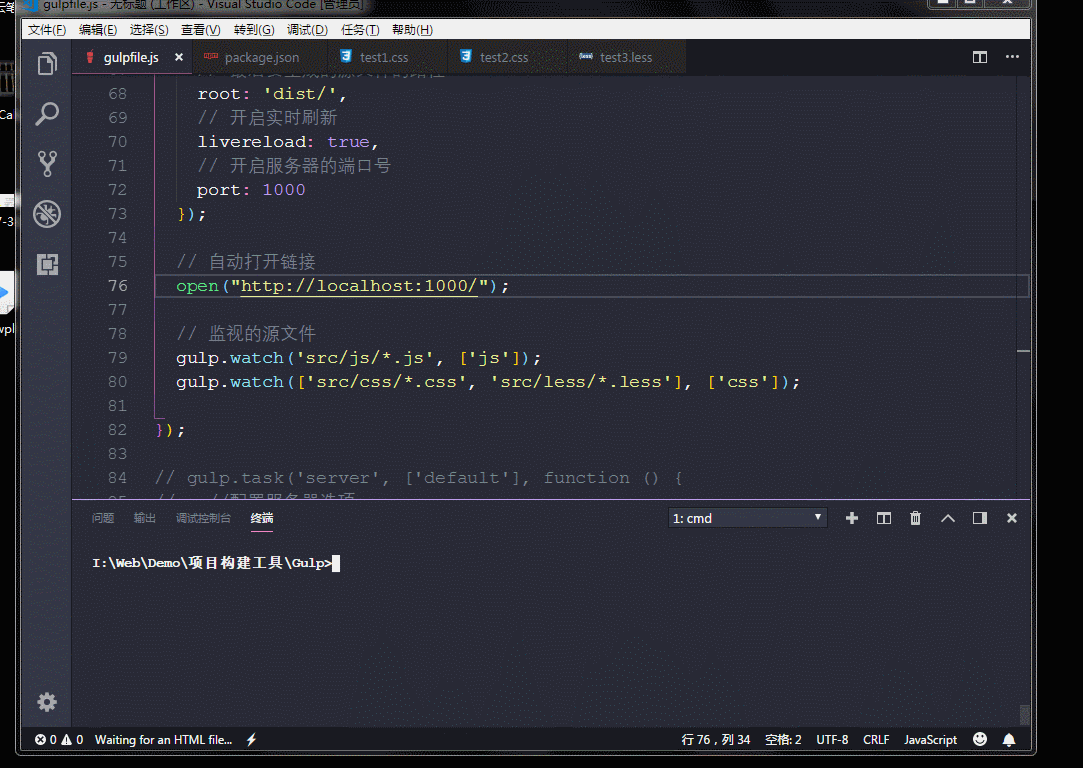 gulpfile.js - 无标题 (工作区) - Visual Studio Code [管理员]
文件(F) 编辑(E) 选择(S) 查看(V) 转到(G) 调试(D) 任务(T) 帮助(H)
gulpfile.js × package.json test1.css test2.css test3.less ···
68 root: 'dist/',
69 // 开启实时刷新
70 livereload: true,
71 // 开启服务器的端口号
72 port: 1000
73 });
74
75 // 自动打开链接
76 open("http://localhost:1000/");
77
78 // 监视的源文件
79 gulp.watch('src/js/*.js', ['js']);
80 gulp.watch(['src/css/*.css', 'src/less/*.less'], ['css']);
81
82 });
83
84 // gulp.task('server', ['default'], function () {
问题 输出 调试控制台 终端 1: cmd
I:\Web\Demo\项目构建工具\Gulp>
0 0 Waiting for an HTML file... 行 76，列 34 空格: 2 UTF-8 CRLF JavaScript